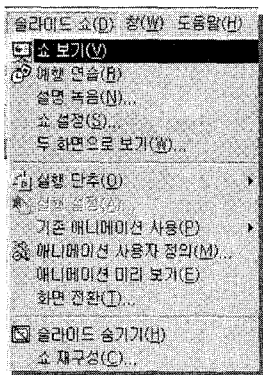 슬라이드 쇼(D) 창(W) 도움말(H)
쇼 보기(V)
예행 연습(R)
설명 녹음(N)...
쇼 설정(S)...
두 화면으로 보기(W)...
실행 단추(O)
실행 설정(A)...
기존 애니메이션 사용(P)
애니메이션 사용자 정의(M)...
애니메이션 미리 보기(E)
화면 전환(T)...
슬라이드 숨기기(H)
쇼 재구성(C)...